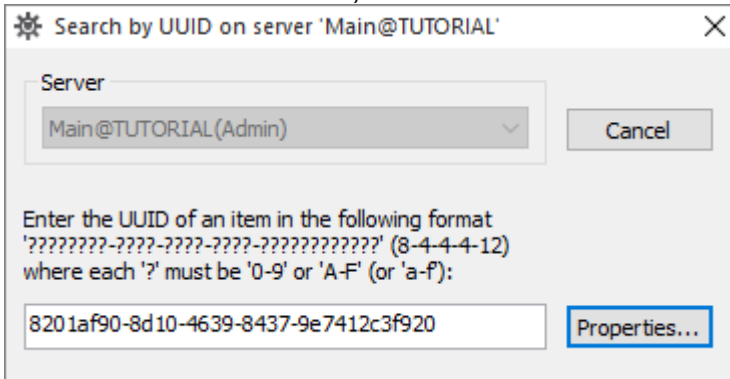 Search by UUID on server 'Main@TUTORIAL'
Server
Main@TUTORIAL(Admin)
Cancel
Enter the UUID of an item in the following format
'????????-????-????-????-????????????' (8-4-4-4-12)
where each '?' must be '0-9' or 'A-F' (or 'a-f'):
8201af90-8d10-4639-8437-9e7412c3f920
Properties...